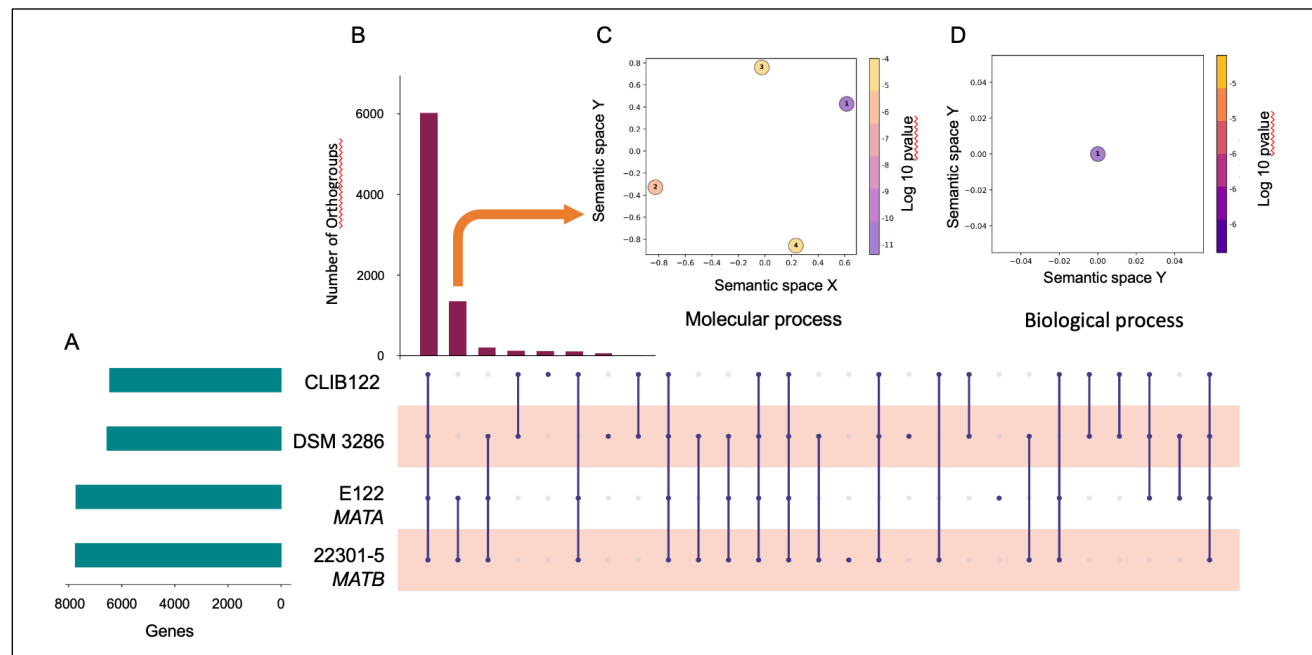 B
C
D
6000
4000
2000
0
Number of Orthogroups
0.8
0.6
0.4
0.2
0.0
−0.2
−0.4
−0.6
−0.8
Semantic space Y
3
1
2
4
−0.8 −0.6 −0.4 −0.2 0.0 0.2 0.4 0.6
Semantic space X
Molecular process
-4
-5
-6
-7
-8
-9
-10
-11
Log 10 pvalue
0.04
0.02
0.00
−0.02
−0.04
Semantic space Y
1
−0.04 −0.02 0.00 0.02 0.04
Semantic space Y
Biological process
-5
-5
-6
-6
-6
Log 10 pvalue
A
CLIB122
DSM 3286
E122
MATA
22301-5
MATB
8000 6000 4000 2000 0
Genes